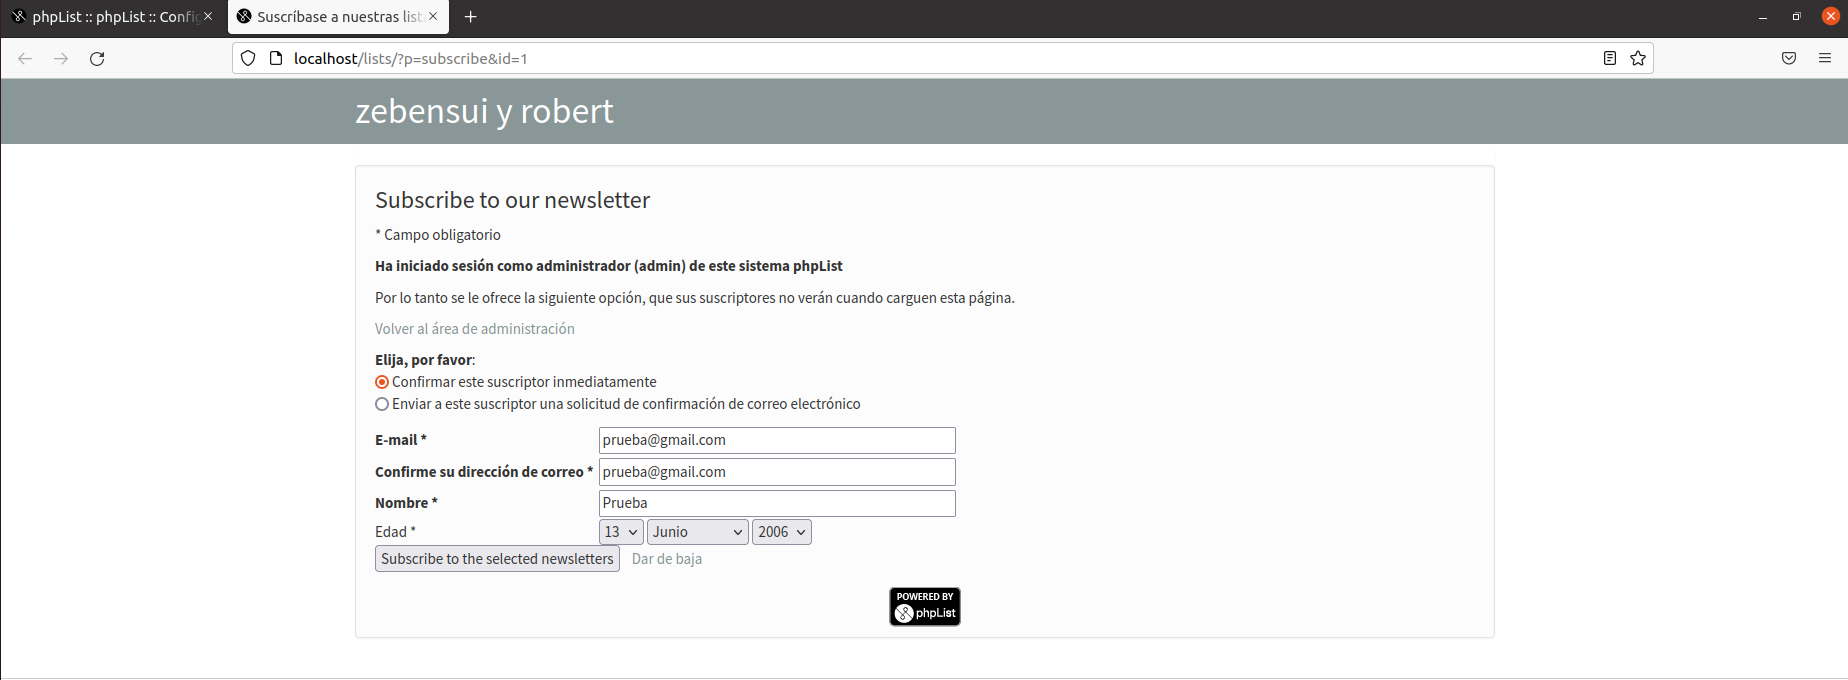 phpList :: phpList :: Config
Suscríbase a nuestras list
localhost/lists/?p=subscribe&id=1
zebensui y robert
Subscribe to our newsletter
* Campo obligatorio
Ha iniciado sesión como administrador (admin) de este sistema phpList
Por lo tanto se le ofrece la siguiente opción, que sus suscriptores no verán cuando carguen esta página.
Volver al área de administración
Elija, por favor:
Confirmar este suscriptor inmediatamente
Enviar a este suscriptor una solicitud de confirmación de correo electrónico
E-mail * prueba@gmail.com
Confirme su dirección de correo * prueba@gmail.com
Nombre * Prueba
Edad * 13 Junio 2006
Subscribe to the selected newsletters Dar de baja
POWERED BY
phpList